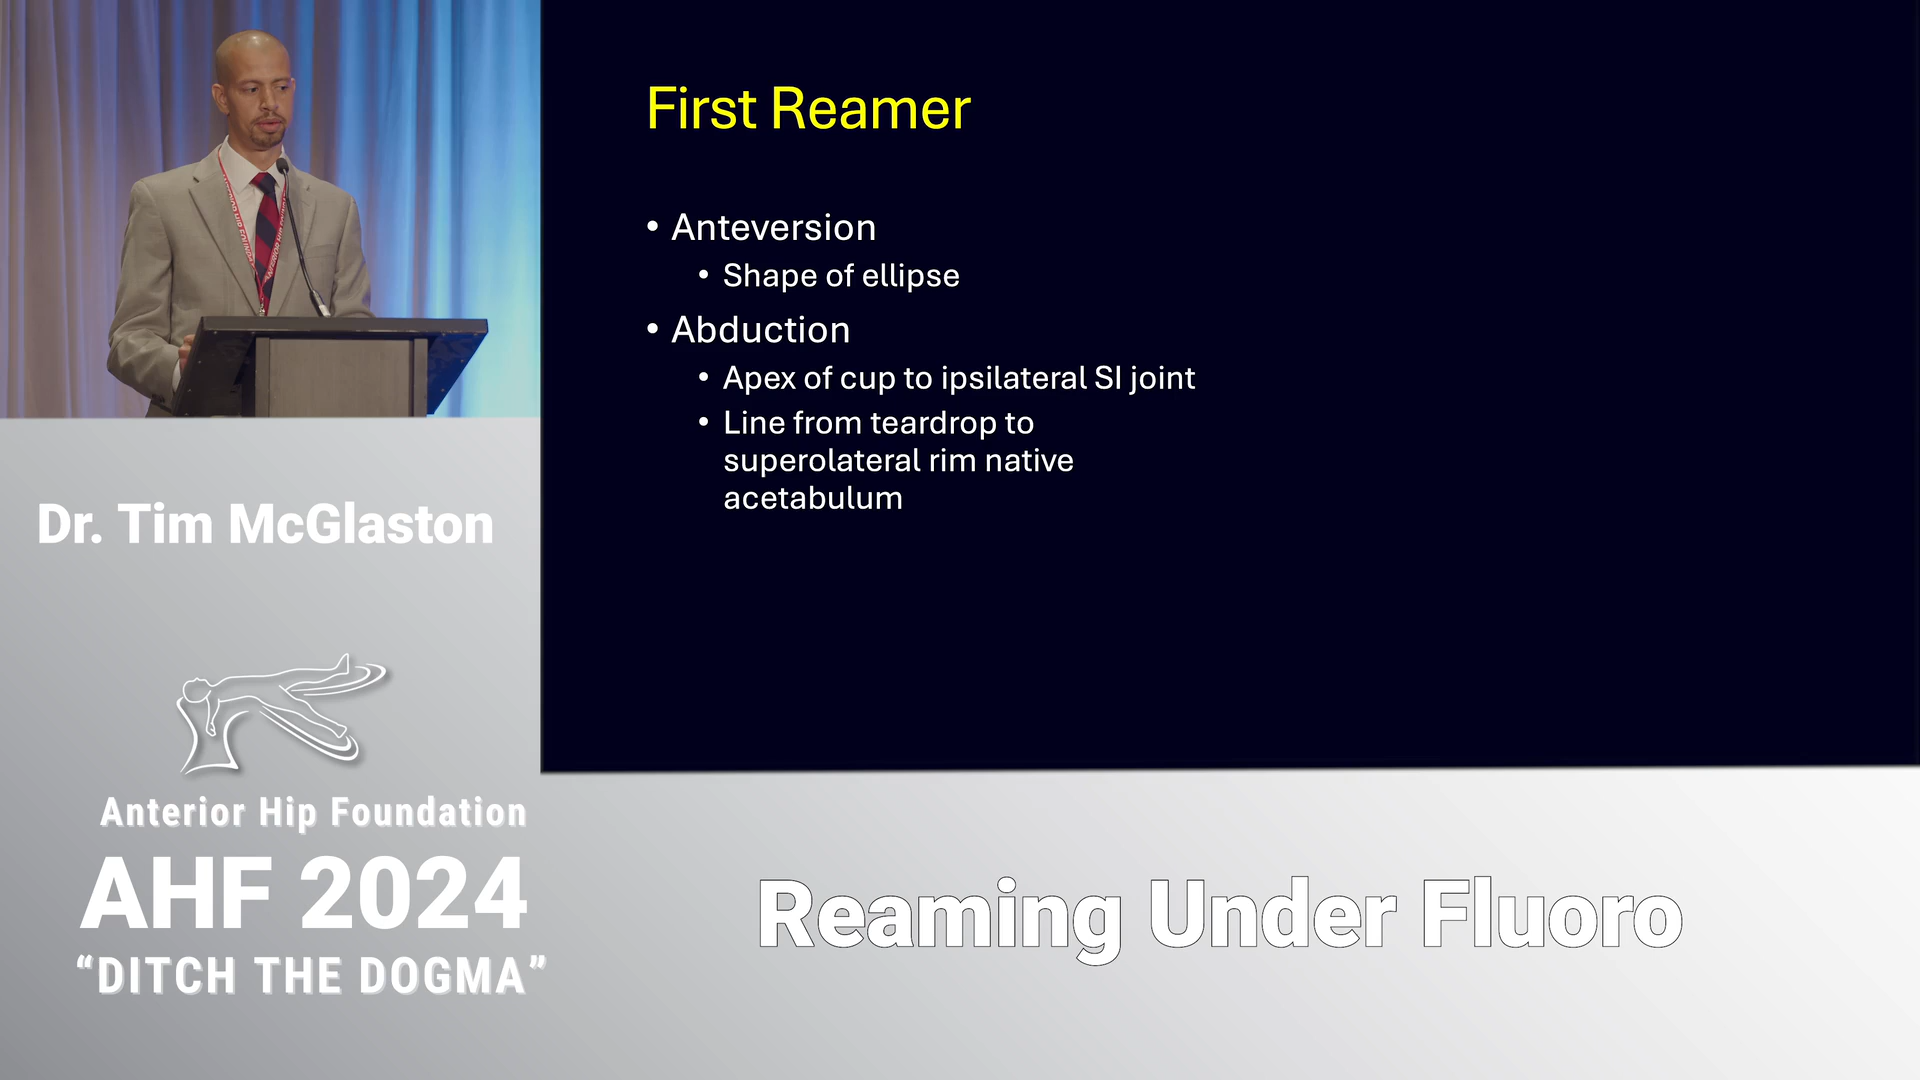 First Reamer
• Anteversion
• Shape of ellipse
• Abduction
• Apex of cup to ipsilateral SI joint
• Line from teardrop to
superolateral rim native
acetabulum
Dr. Tim McGlaston
Anterior Hip Foundation
AHF 2024
“DITCH THE DOGMA”
Reaming Under Fluoro